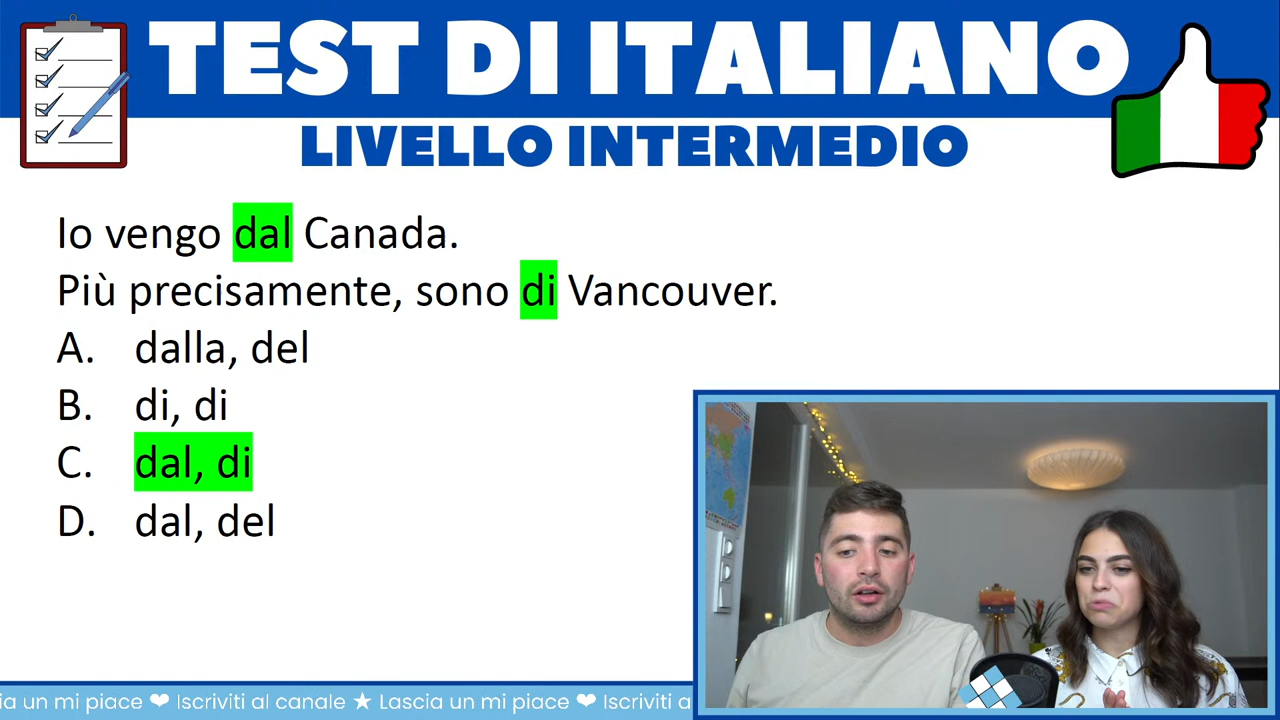 TEST DI ITALIANO
LIVELLO INTERMEDIO
Io vengo dal Canada.
Più precisamente, sono di Vancouver.
A. dalla, del
B. di, di
C. dal, di
D. dal, del
ia un mi piace ❤ Iscriviti al canale ★ Lascia un mi piace ❤ Iscriviti a